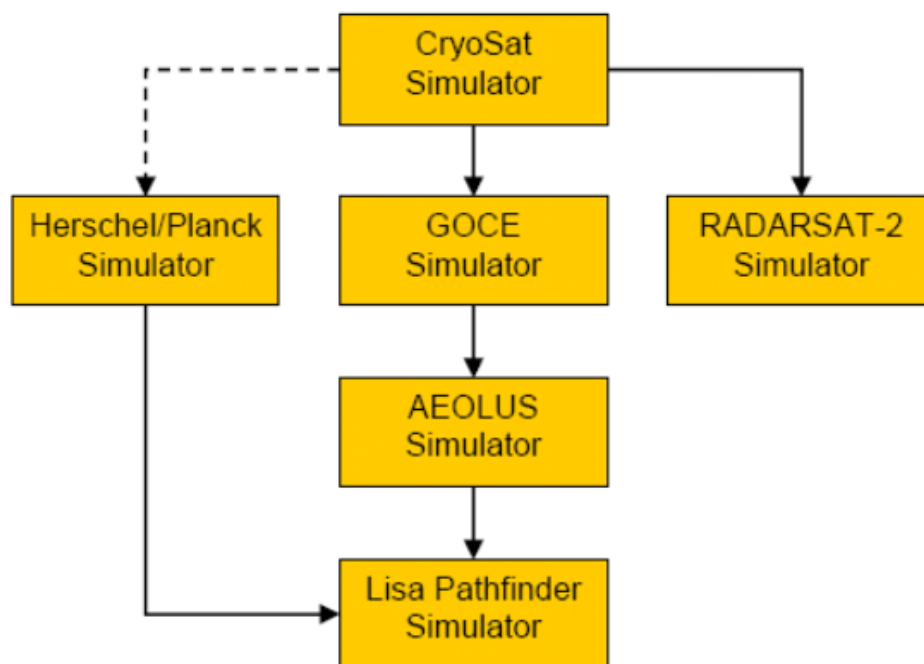 CryoSat
Simulator
Herschel/Planck
Simulator
GOCE
Simulator
RADARSAT-2
Simulator
AEOLUS
Simulator
Lisa Pathfinder
Simulator